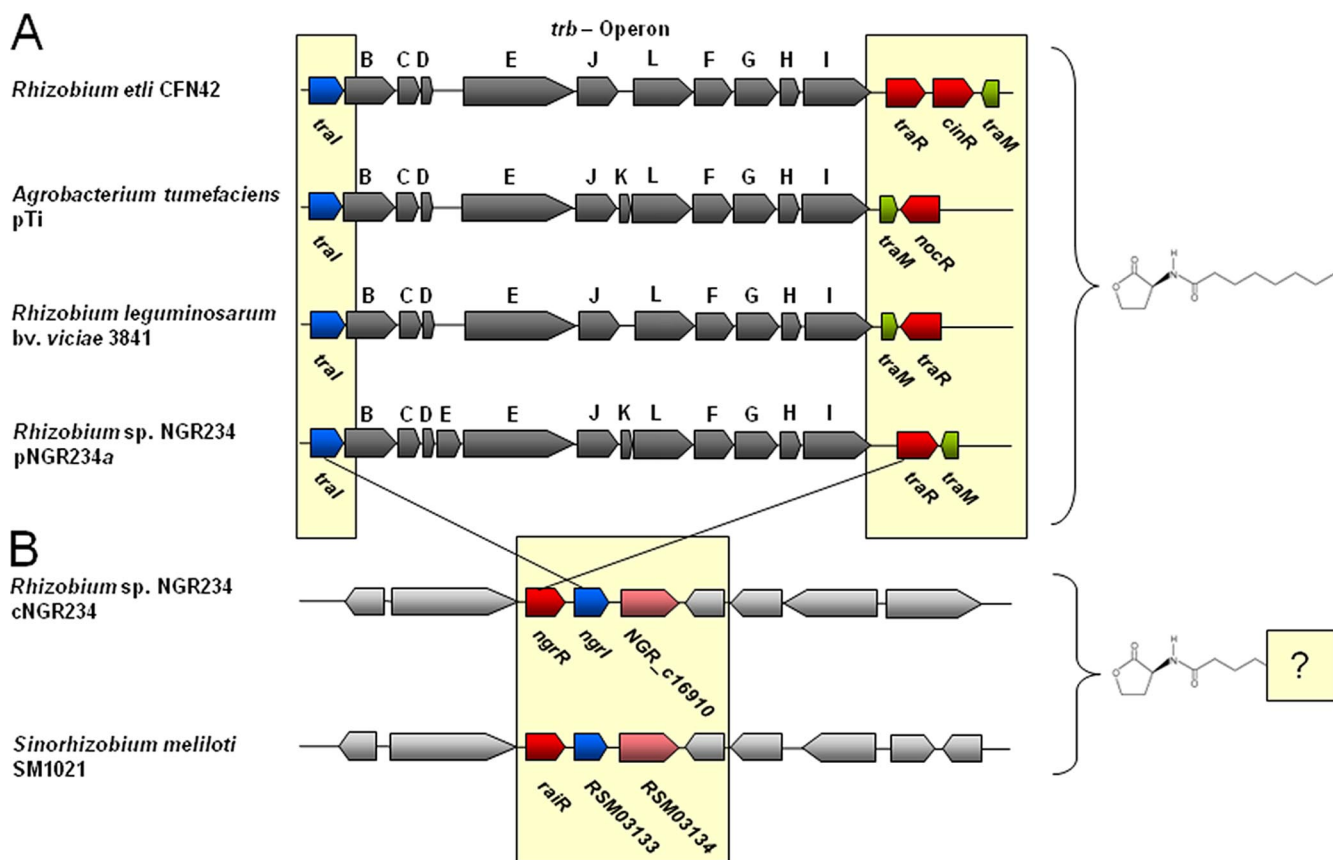 A
trb – Operon
B C D E J L F G H I
Rhizobium etli CFN42
traI traR cinR traM
B C D E J K L F G H I
Agrobacterium tumefaciens
pTi
traI traM nocR
B C D E J L F G H I
Rhizobium leguminosarum
bv. viciae 3841
traI traM traR
B C D E E J K L F G H I
Rhizobium sp. NGR234
pNGR234a
traI traR traM
O O N H O
B
Rhizobium sp. NGR234
cNGR234
ngrR ngrI NGR_c16910
O O N H O ?
Sinorhizobium meliloti
SM1021
raiR RSM03133 RSM03134